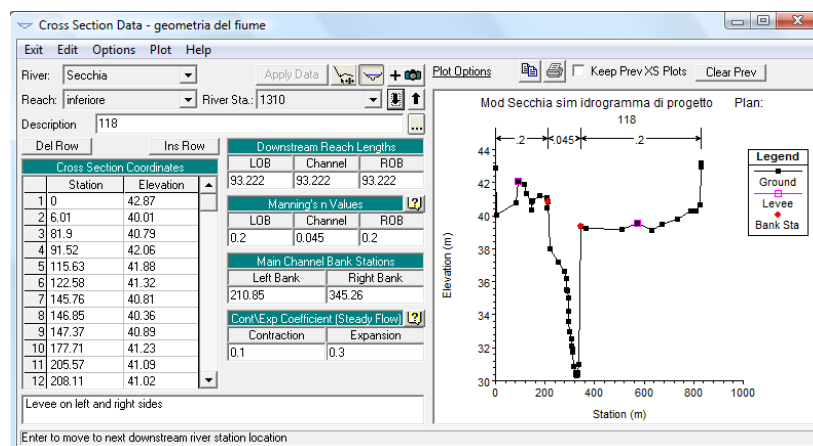 Cross Section Data - geometria del fiume
Exit Edit Options Plot Help
River: Secchia Apply Data
Reach: inferiore River Sta.: 1310
Description 118 ...
Del Row Ins Row
Cross Section Coordinates
Station Elevation
1 0 42.87
2 6.01 40.01
3 81.9 40.79
4 91.52 42.06
5 115.63 41.88
6 122.58 41.32
7 145.76 40.81
8 146.85 40.36
9 147.37 40.89
10 177.71 41.23
11 205.57 41.09
12 208.11 41.02
Downstream Reach Lengths
LOB Channel ROB
93.222 93.222 93.222
Manning's n Values
LOB Channel ROB
0.2 0.045 0.2
Main Channel Bank Stations
Left Bank Right Bank
210.85 345.26
Cont\Exp Coefficient (Steady Flow)
Contraction Expansion
0.1 0.3
Levee on left and right sides
Enter to move to next downstream river station location
Plot Options Keep Prev XS Plots Clear Prev
Mod Secchia sim idrogramma di progetto Plan:
118
.2 .045 .2
44
42
40
38
36
34
32
30
Elevation (m)
0 200 400 600 800 1000
Station (m)
Legend
Ground
Levee
Bank Sta